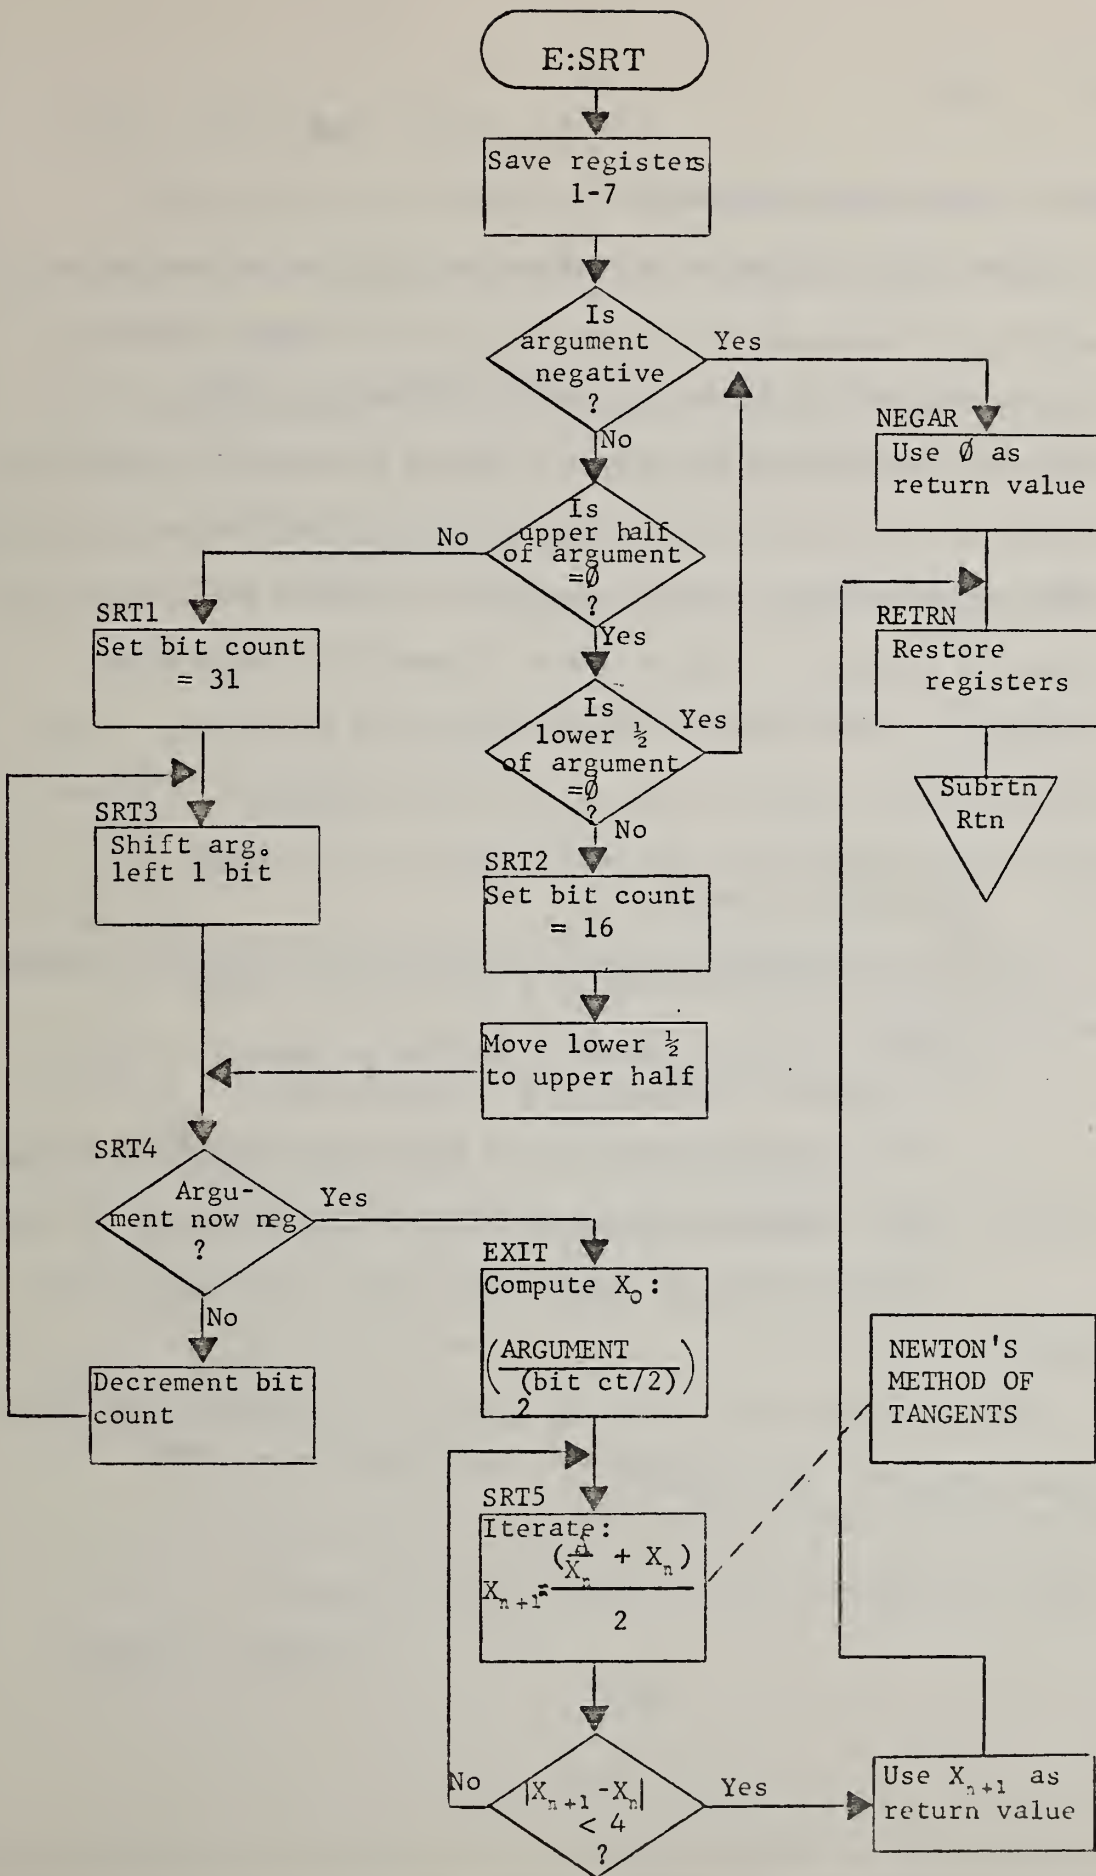 E:SRT
Save registers
1-7
Is
argument
negative
?
Yes
No
NEGAR
Use Ø as
return value
Is
upper half
of argument
=Ø
?
No
Yes
SRT1
Set bit count
= 31
RETRN
Restore
registers
Subrtn
Rtn
Is
lower ½
of argument
=Ø
?
Yes
No
SRT3
Shift arg.
left 1 bit
SRT2
Set bit count
= 16
Move lower ½
to upper half
SRT4
Argu-
ment now neg
?
Yes
No
Decrement bit
count
EXIT
Compute X₀:
(ARGUMENT
(bit ct/2))
2
NEWTON'S
METHOD OF
TANGENTS
SRT5
Iterate:
(A/Xₙ + Xₙ)
Xₙ₊₁=
2
|Xₙ₊₁-Xₙ|
< 4
?
No
Yes
Use Xₙ₊₁ as
return value